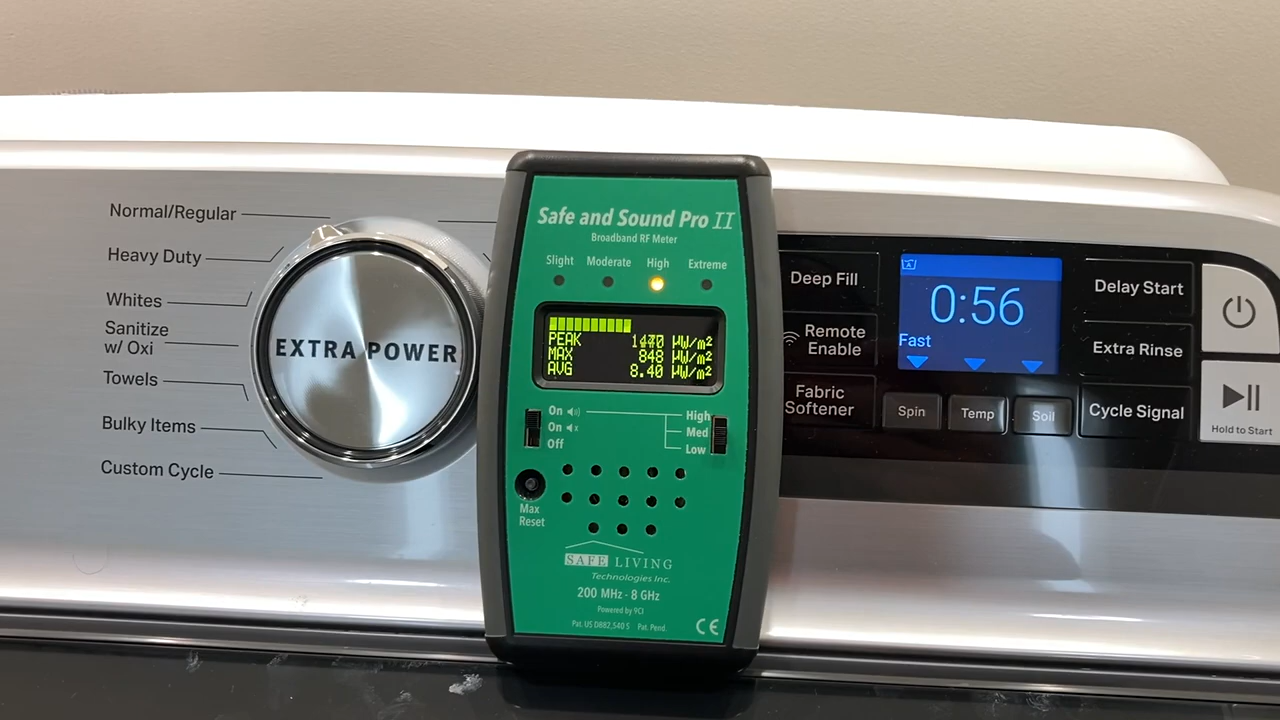 Normal/Regular
Heavy Duty
Whites
Sanitize
w/ Oxi
Towels
Bulky Items
Custom Cycle
EXTRA POWER
Safe and Sound Pro II
Broadband RF Meter
Slight Moderate High Extreme
PEAK 1470 µW/m²
MAX 848 µW/m²
AVG 8.40 µW/m²
On
On
Off
High
Med
Low
Max
Reset
SAFE LIVING
Technologies Inc.
200 MHz - 8 GHz
Powered by 9CI
Pat. US D882,540 S Pat. Pend.
CE
Deep Fill
Remote
Enable
Fabric
Softener
0:56
Fast
Spin
Temp
Soil
Delay Start
Extra Rinse
Cycle Signal
Hold to Start